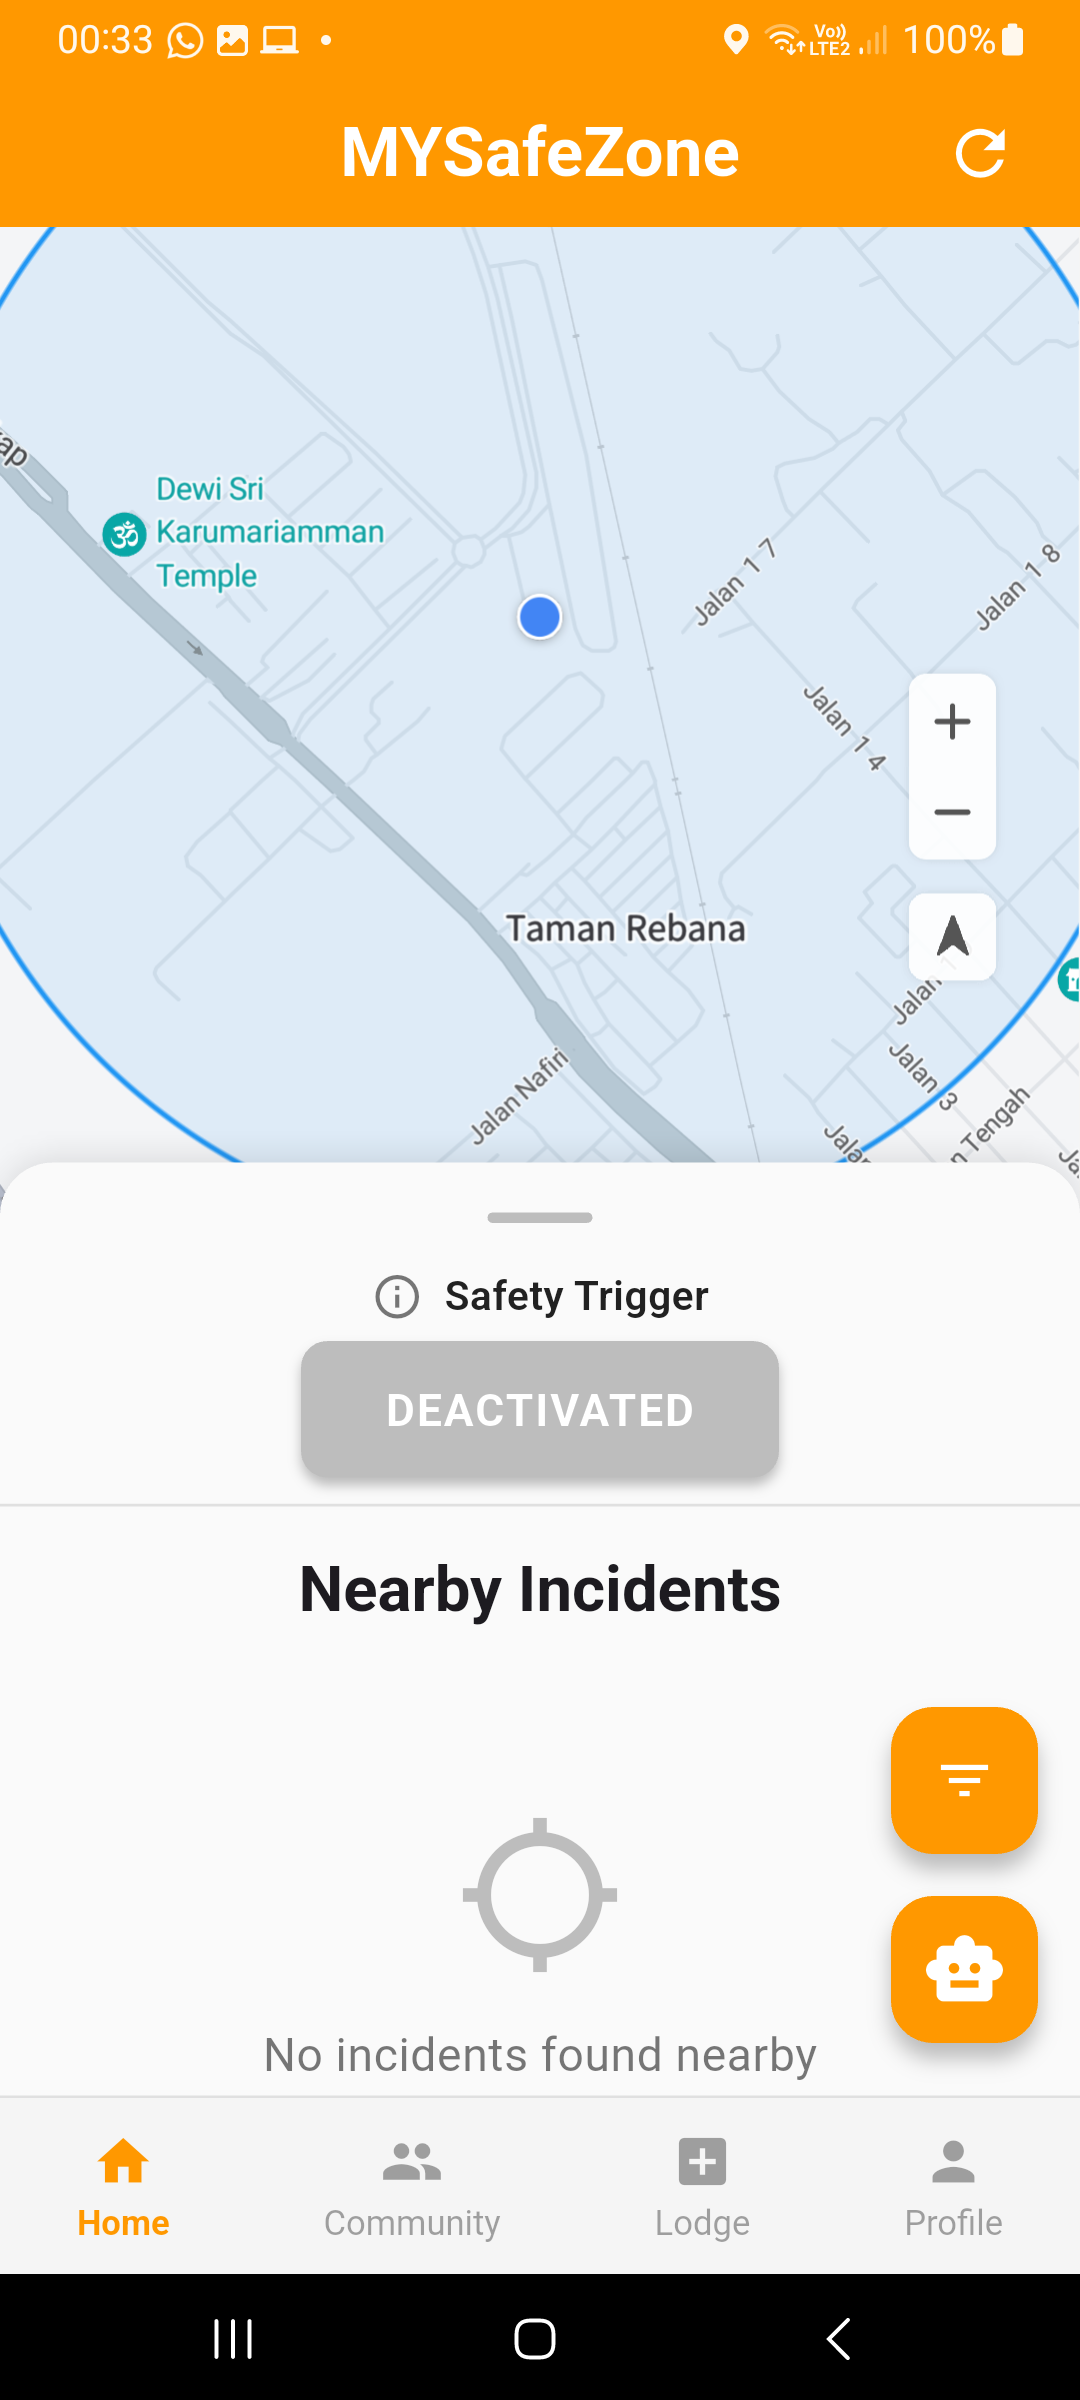 00:33
Vo))
LTE2
100%
MYSafeZone
Dewi Sri
Karumariamman
Temple
Jalan 1 7
Jalan 1 8
Jalan 1 4
Taman Rebana
Jalan
Jalan 3
Jalan Nafiri
n Tengah
Safety Trigger
DEACTIVATED
Nearby Incidents
No incidents found nearby
Home
Community
Lodge
Profile